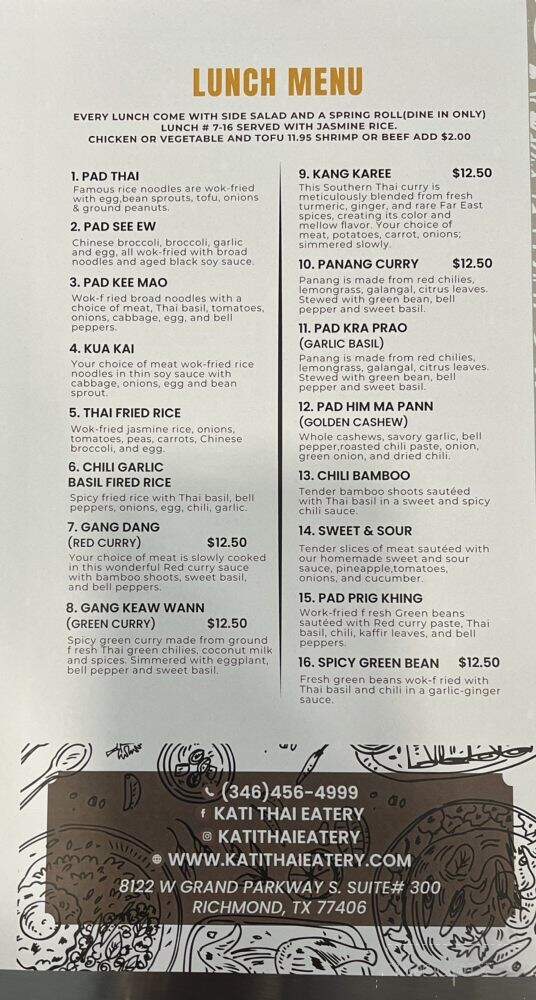 LUNCH MENU
EVERY LUNCH COME WITH SIDE SALAD AND A SPRING ROLL(DINE IN ONLY)
LUNCH # 7-16 SERVED WITH JASMINE RICE.
CHICKEN OR VEGETABLE AND TOFU 11.95 SHRIMP OR BEEF ADD $2.00
1. PAD THAI
Famous rice noodles are wok-fried
with egg,bean sprouts, tofu, onions
& ground peanuts.
2. PAD SEE EW
Chinese broccoli, broccoli, garlic
and egg, all wok-fried with broad
noodles and aged black soy sauce.
3. PAD KEE MAO
Wok-f ried broad noodles with a
choice of meat, Thai basil, tomatoes,
onions, cabbage, egg, and bell
peppers.
4. KUA KAI
Your choice of meat wok-fried rice
noodles in thin soy sauce with
cabbage, onions, egg and bean
sprout.
5. THAI FRIED RICE
Wok-fried jasmine rice, onions,
tomatoes, peas, carrots, Chinese
broccoli, and egg.
6. CHILI GARLIC
BASIL FIRED RICE
Spicy fried rice with Thai basil, bell
peppers, onions, egg, chili, garlic.
7. GANG DANG
(RED CURRY) $12.50
Your choice of meat is slowly cooked
in this wonderful Red curry sauce
with bamboo shoots, sweet basil,
and bell peppers.
8. GANG KEAW WANN
(GREEN CURRY) $12.50
Spicy green curry made from ground
f resh Thai green chilies, coconut milk
and spices. Simmered with eggplant,
bell pepper and sweet basil.
9. KANG KAREE $12.50
This Southern Thai curry is
meticulously blended from fresh
turmeric, ginger, and rare Far East
spices, creating its color and
mellow flavor. Your choice of
meat, potatoes, carrot, onions;
simmered slowly.
10. PANANG CURRY $12.50
Panang is made from red chilies,
lemongrass, galangal, citrus leaves.
Stewed with green bean, bell
pepper and sweet basil.
11. PAD KRA PRAO
(GARLIC BASIL)
Panang is made from red chilies,
lemongrass, galangal, citrus leaves.
Stewed with green bean, bell
pepper and sweet basil.
12. PAD HIM MA PANN
(GOLDEN CASHEW)
Whole cashews, savory garlic, bell
pepper,roasted chili paste, onion,
green onion, and dried chili.
13. CHILI BAMBOO
Tender bamboo shoots sautéed
with Thai basil in a sweet and spicy
chili sauce.
14. SWEET & SOUR
Tender slices of meat sautéed with
our homemade sweet and sour
sauce, pineapple,tomatoes,
onions, and cucumber.
15. PAD PRIG KHING
Work-fried f resh Green beans
sautéed with Red curry paste, Thai
basil, chili, kaffir leaves, and bell
peppers.
16. SPICY GREEN BEAN $12.50
Fresh green beans wok-f ried with
Thai basil and chili in a garlic-ginger
sauce.
(346)456-4999
KATI THAI EATERY
KATITHAIEATERY
WWW.KATITHAIEATERY.COM
8122 W GRAND PARKWAY S. SUITE# 300
RICHMOND, TX 77406